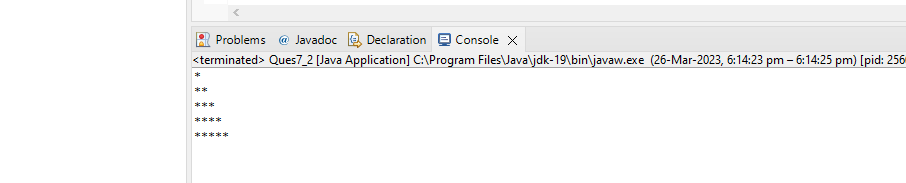 Problems @ Javadoc Declaration Console
<terminated> Ques7_2 [Java Application] C:\Program Files\Java\jdk-19\bin\javaw.exe (26-Mar-2023, 6:14:23 pm – 6:14:25 pm) [pid: 256
*
**
***
****
*****